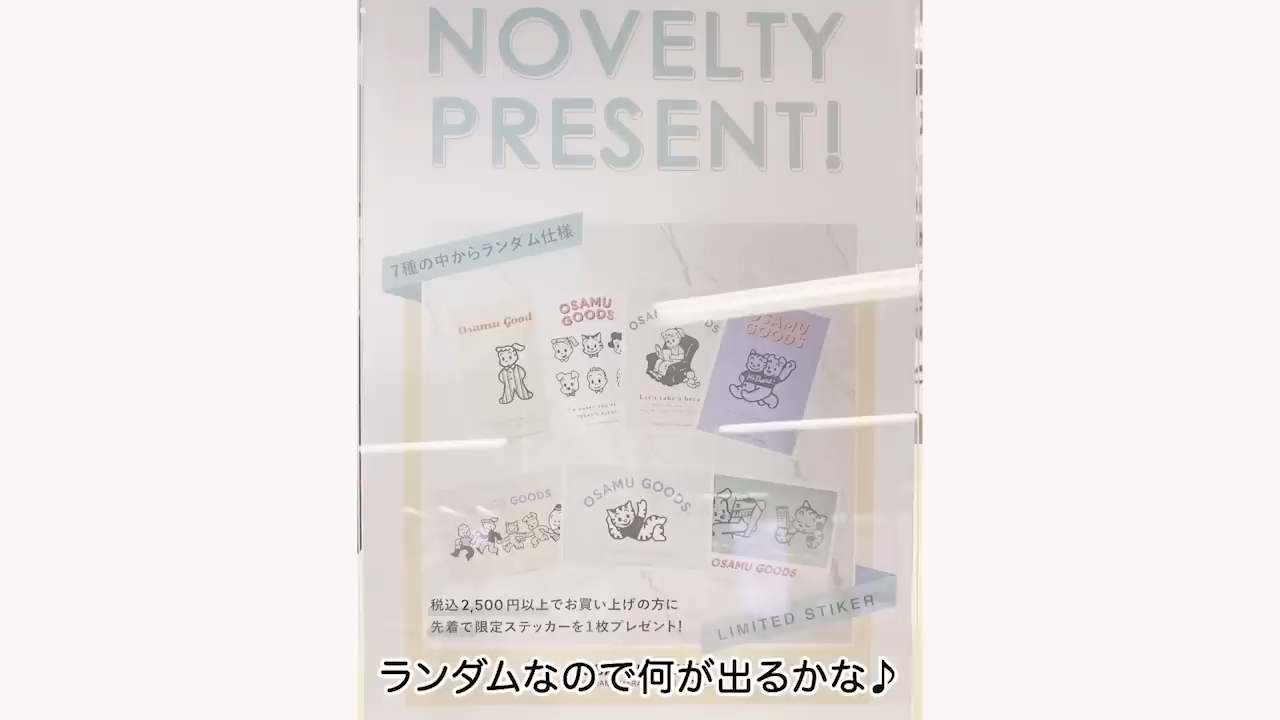 NOVELTY
PRESENT!
7種の中からランダム仕様
Osamu Goods
OSAMU
GOODS
OSAMU
GOODS
Let's take a
GOODS
OSAMU GOODS
OSAMU GOODS
税込2,500円以上でお買い上げの方に
先着で限定ステッカーを1枚プレゼント!
LIMITED STIKER
ランダムなので何が出るかな♪